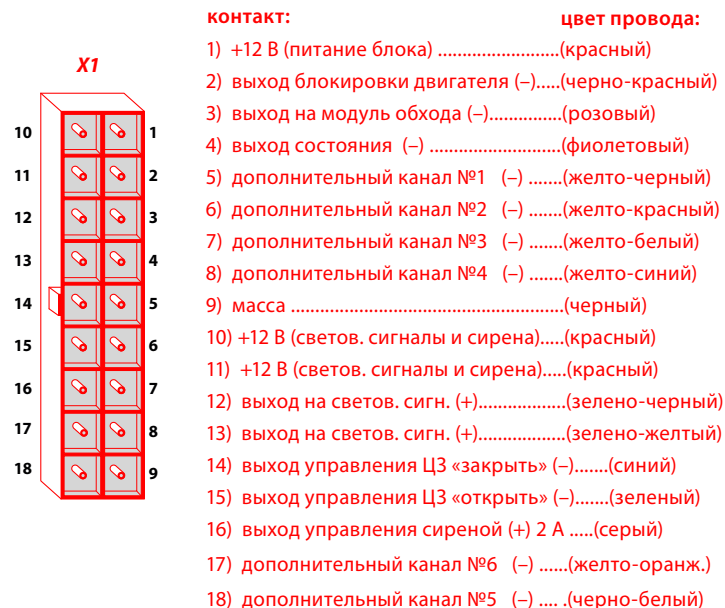 контакт: цвет провода:
X1
1) +12 В (питание блока) ............................(красный)
2) выход блокировки двигателя (–).....(черно-красный)
3) выход на модуль обхода (–)...............(розовый)
4) выход состояния (–) ..............................(фиолетовый)
5) дополнительный канал №1 (–) .......(желто-черный)
6) дополнительный канал №2 (–) .......(желто-красный)
7) дополнительный канал №3 (–) .......(желто-белый)
8) дополнительный канал №4 (–) .......(желто-синий)
9) масса ...............................................................(черный)
10) +12 В (светов. сигналы и сирена).....(красный)
11) +12 В (светов. сигналы и сирена).....(красный)
12) выход на светов. сигн. (+)....................(зелено-черный)
13) выход на светов. сигн. (+)....................(зелено-желтый)
14) выход управления ЦЗ «закрыть» (–).......(синий)
15) выход управления ЦЗ «открыть» (–).......(зеленый)
16) выход управления сиреной (+) 2 А .....(серый)
17) дополнительный канал №6 (–) ......(желто-оранж.)
18) дополнительный канал №5 (–) .... .(черно-белый)
10 1
11 2
12 3
13 4
14 5
15 6
16 7
17 8
18 9